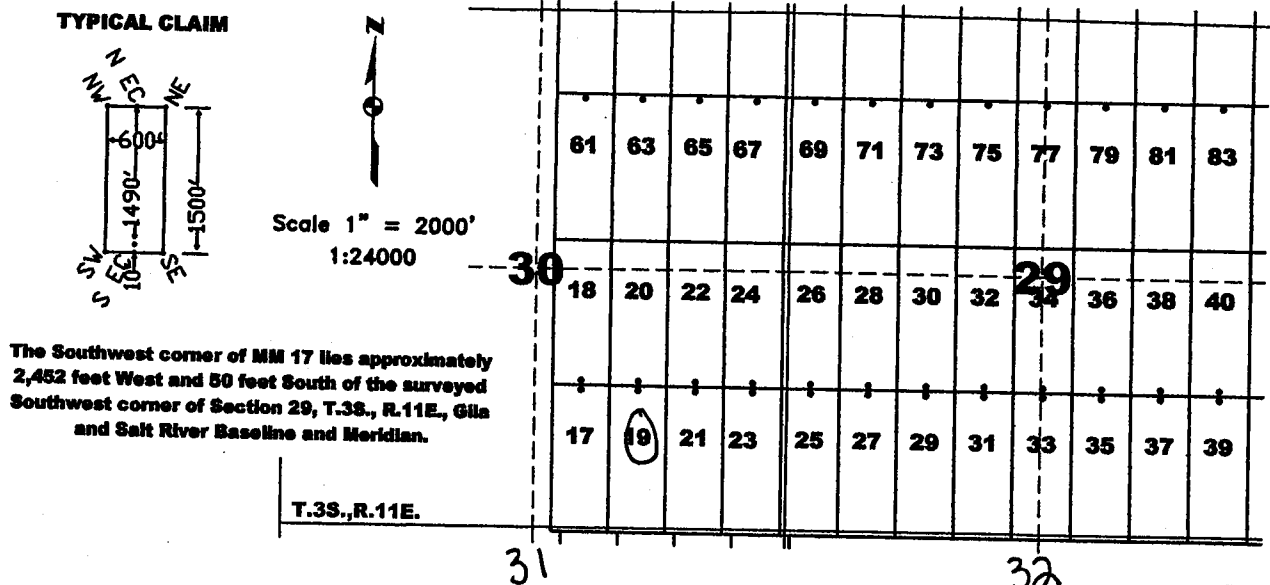 TYPICAL CLAIM
N
NW EC NE
600'
1490'
1500'
10'
SW EC SE
S
N
Scale 1" = 2000'
1:24000
61 63 65 67 69 71 73 75 77 79 81 83
30 29
18 20 22 24 26 28 30 32 34 36 38 40
The Southwest corner of MM 17 lies approximately
2,452 feet West and 50 feet South of the surveyed
Southwest corner of Section 29, T.3S., R.11E., Gila
and Salt River Baseline and Meridian.
17 19 21 23 25 27 29 31 33 35 37 39
T.3S.,R.11E.
31 32